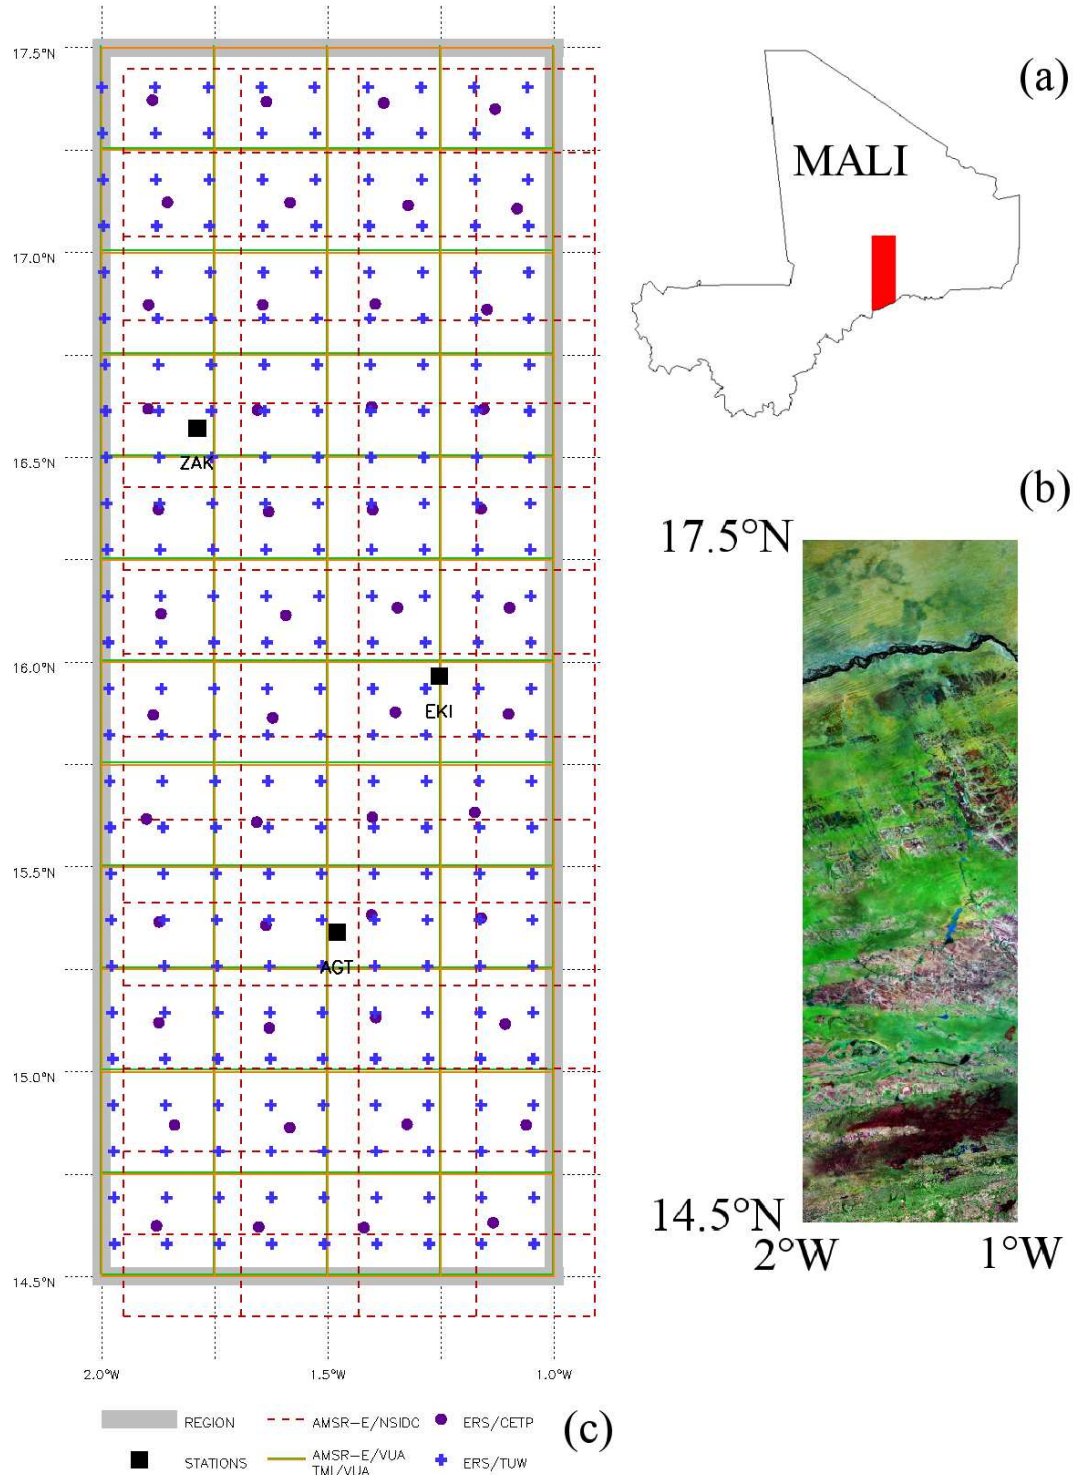 (a)
MALI
(b)
17.5°N
14.5°N
2°W
1°W
17.5°N
17.0°N
16.5°N
16.0°N
15.5°N
15.0°N
14.5°N
ZAK
EKI
AGT
2.0°W
1.5°W
1.0°W
REGION
AMSR-E/NSIDC
ERS/CETP
(c)
STATIONS
AMSR-E/VUA
TMI/VUA
ERS/TUW